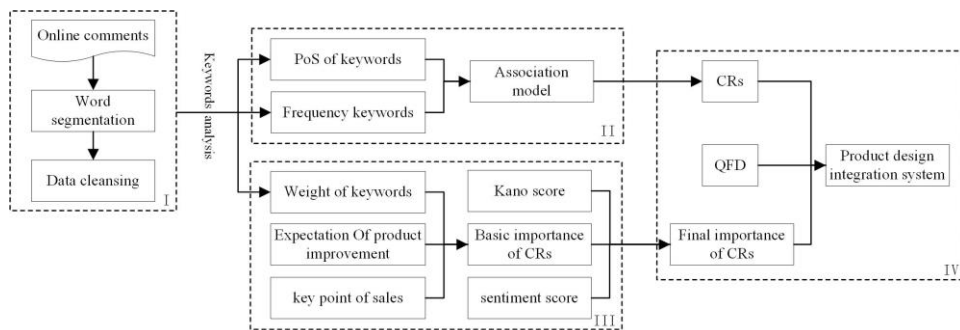 Online comments
Word
segmentation
Data cleansing
I
Keywords analysis
PoS of keywords
Frequency keywords
Association
model
II
Weight of keywords
Expectation Of product
improvement
key point of sales
Kano score
Basic importance
of CRs
sentiment score
III
CRs
QFD
Final importance
of CRs
Product design
integration system
IV